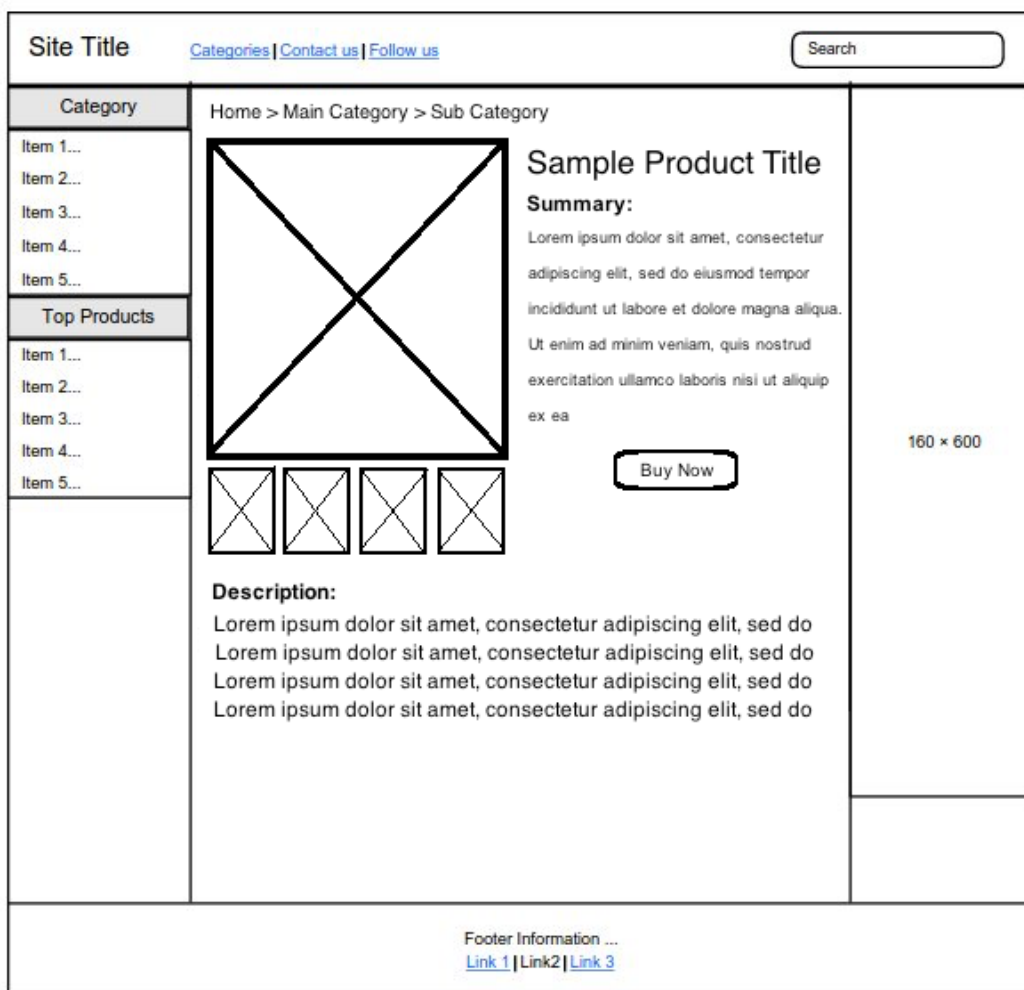 Site Title
Categories|Contact us|Follow us
Search
Category
Item 1...
Item 2...
Item 3...
Item 4...
Item 5...
Top Products
Item 1...
Item 2...
Item 3...
Item 4...
Item 5...
Home > Main Category > Sub Category
Sample Product Title
Summary:
Lorem ipsum dolor sit amet, consectetur
adipiscing elit, sed do eiusmod tempor
incididunt ut labore et dolore magna aliqua.
Ut enim ad minim veniam, quis nostrud
exercitation ullamco laboris nisi ut aliquip
ex ea
Buy Now
Description:
Lorem ipsum dolor sit amet, consectetur adipiscing elit, sed do
Lorem ipsum dolor sit amet, consectetur adipiscing elit, sed do
Lorem ipsum dolor sit amet, consectetur adipiscing elit, sed do
Lorem ipsum dolor sit amet, consectetur adipiscing elit, sed do
160 × 600
Footer Information ...
Link 1|Link2|Link 3